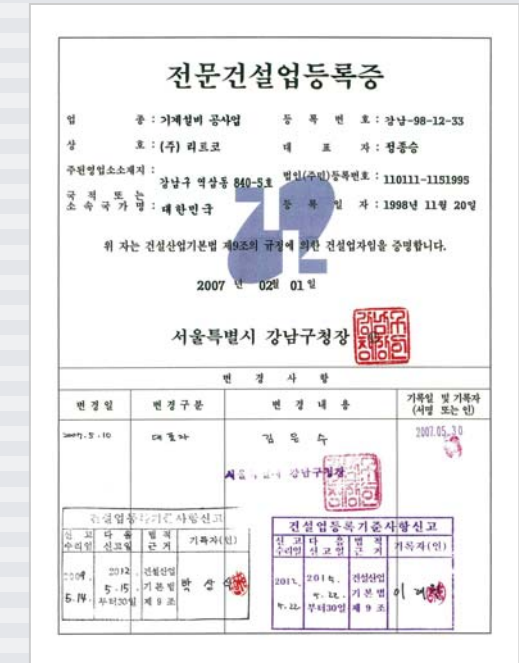 전문건설업등록증
업 종 : 기계설비 공사업 등 록 번 호 : 강남-98-12-33
상 호 : (주) 리트코 대 표 자 : 정종승
주된영업소소재지 : 강남구 역삼동 840-5호 법인(주민)등록번호 : 110111-1151995
국 적 또 는
소 속 국 가 명 : 대한민국 등 록 일 자 : 1998년 11월 20일
위 자는 건설산업기본법 제9조의 규정에 의한 건설업자임을 증명합니다.
2007 년 02월 01일
서울특별시 강남구청장
변 경 사 항
변 경 일 변 경 구 분 변 경 내 용 기록일 및 기록자
(서명 또는 인)
2007.5.10 대표자 김 은 수 2007.05.30
서울특별시 강남구청장
건설업등록기준사항신고
신 고 다 음 법 적 기록자(인)
수리일 신고일 근 거
2009. 2012. 건설산업
5.14. 5.15. 기본법 박
부터30일 제 9 조
건설업등록기준사항신고
신 고 다 음 법 적 기록자(인)
수리일 신고일 근 거
2012. 2015. 건설산업
5.22. 5.22. 기본법 이
부터30일 제 9 조